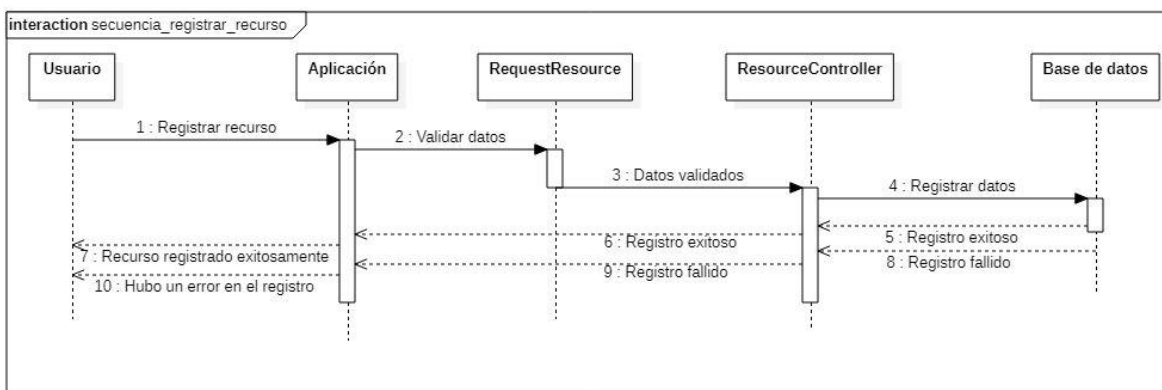 interaction secuencia_registrar_recurso
Usuario
Aplicación
RequestResource
ResourceController
Base de datos
1 : Registrar recurso
2 : Validar datos
3 : Datos validados
4 : Registrar datos
5 : Registro exitoso
6 : Registro exitoso
7 : Recurso registrado exitosamente
8 : Registro fallido
9 : Registro fallido
10 : Hubo un error en el registro